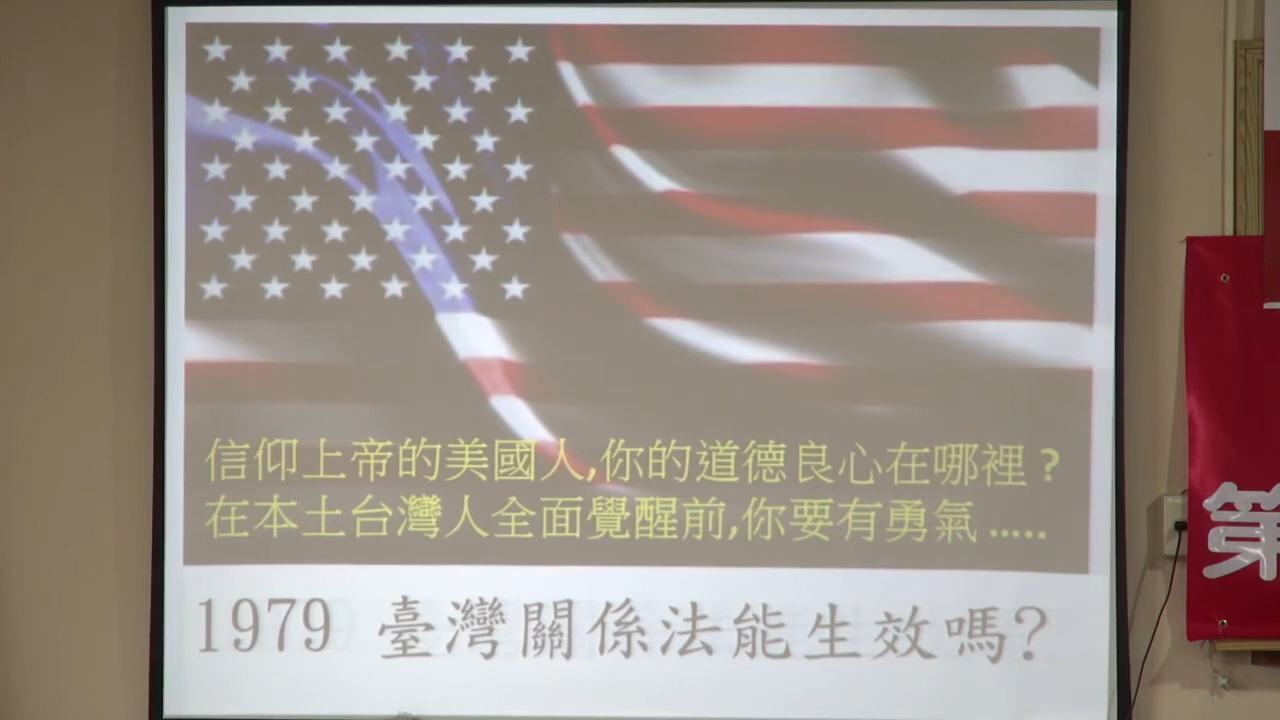 信仰上帝的美國人,你的道德良心在哪裡?
在本土台灣人全面覺醒前,你要有勇氣.....
1979 臺灣關係法能生效嗎?
第